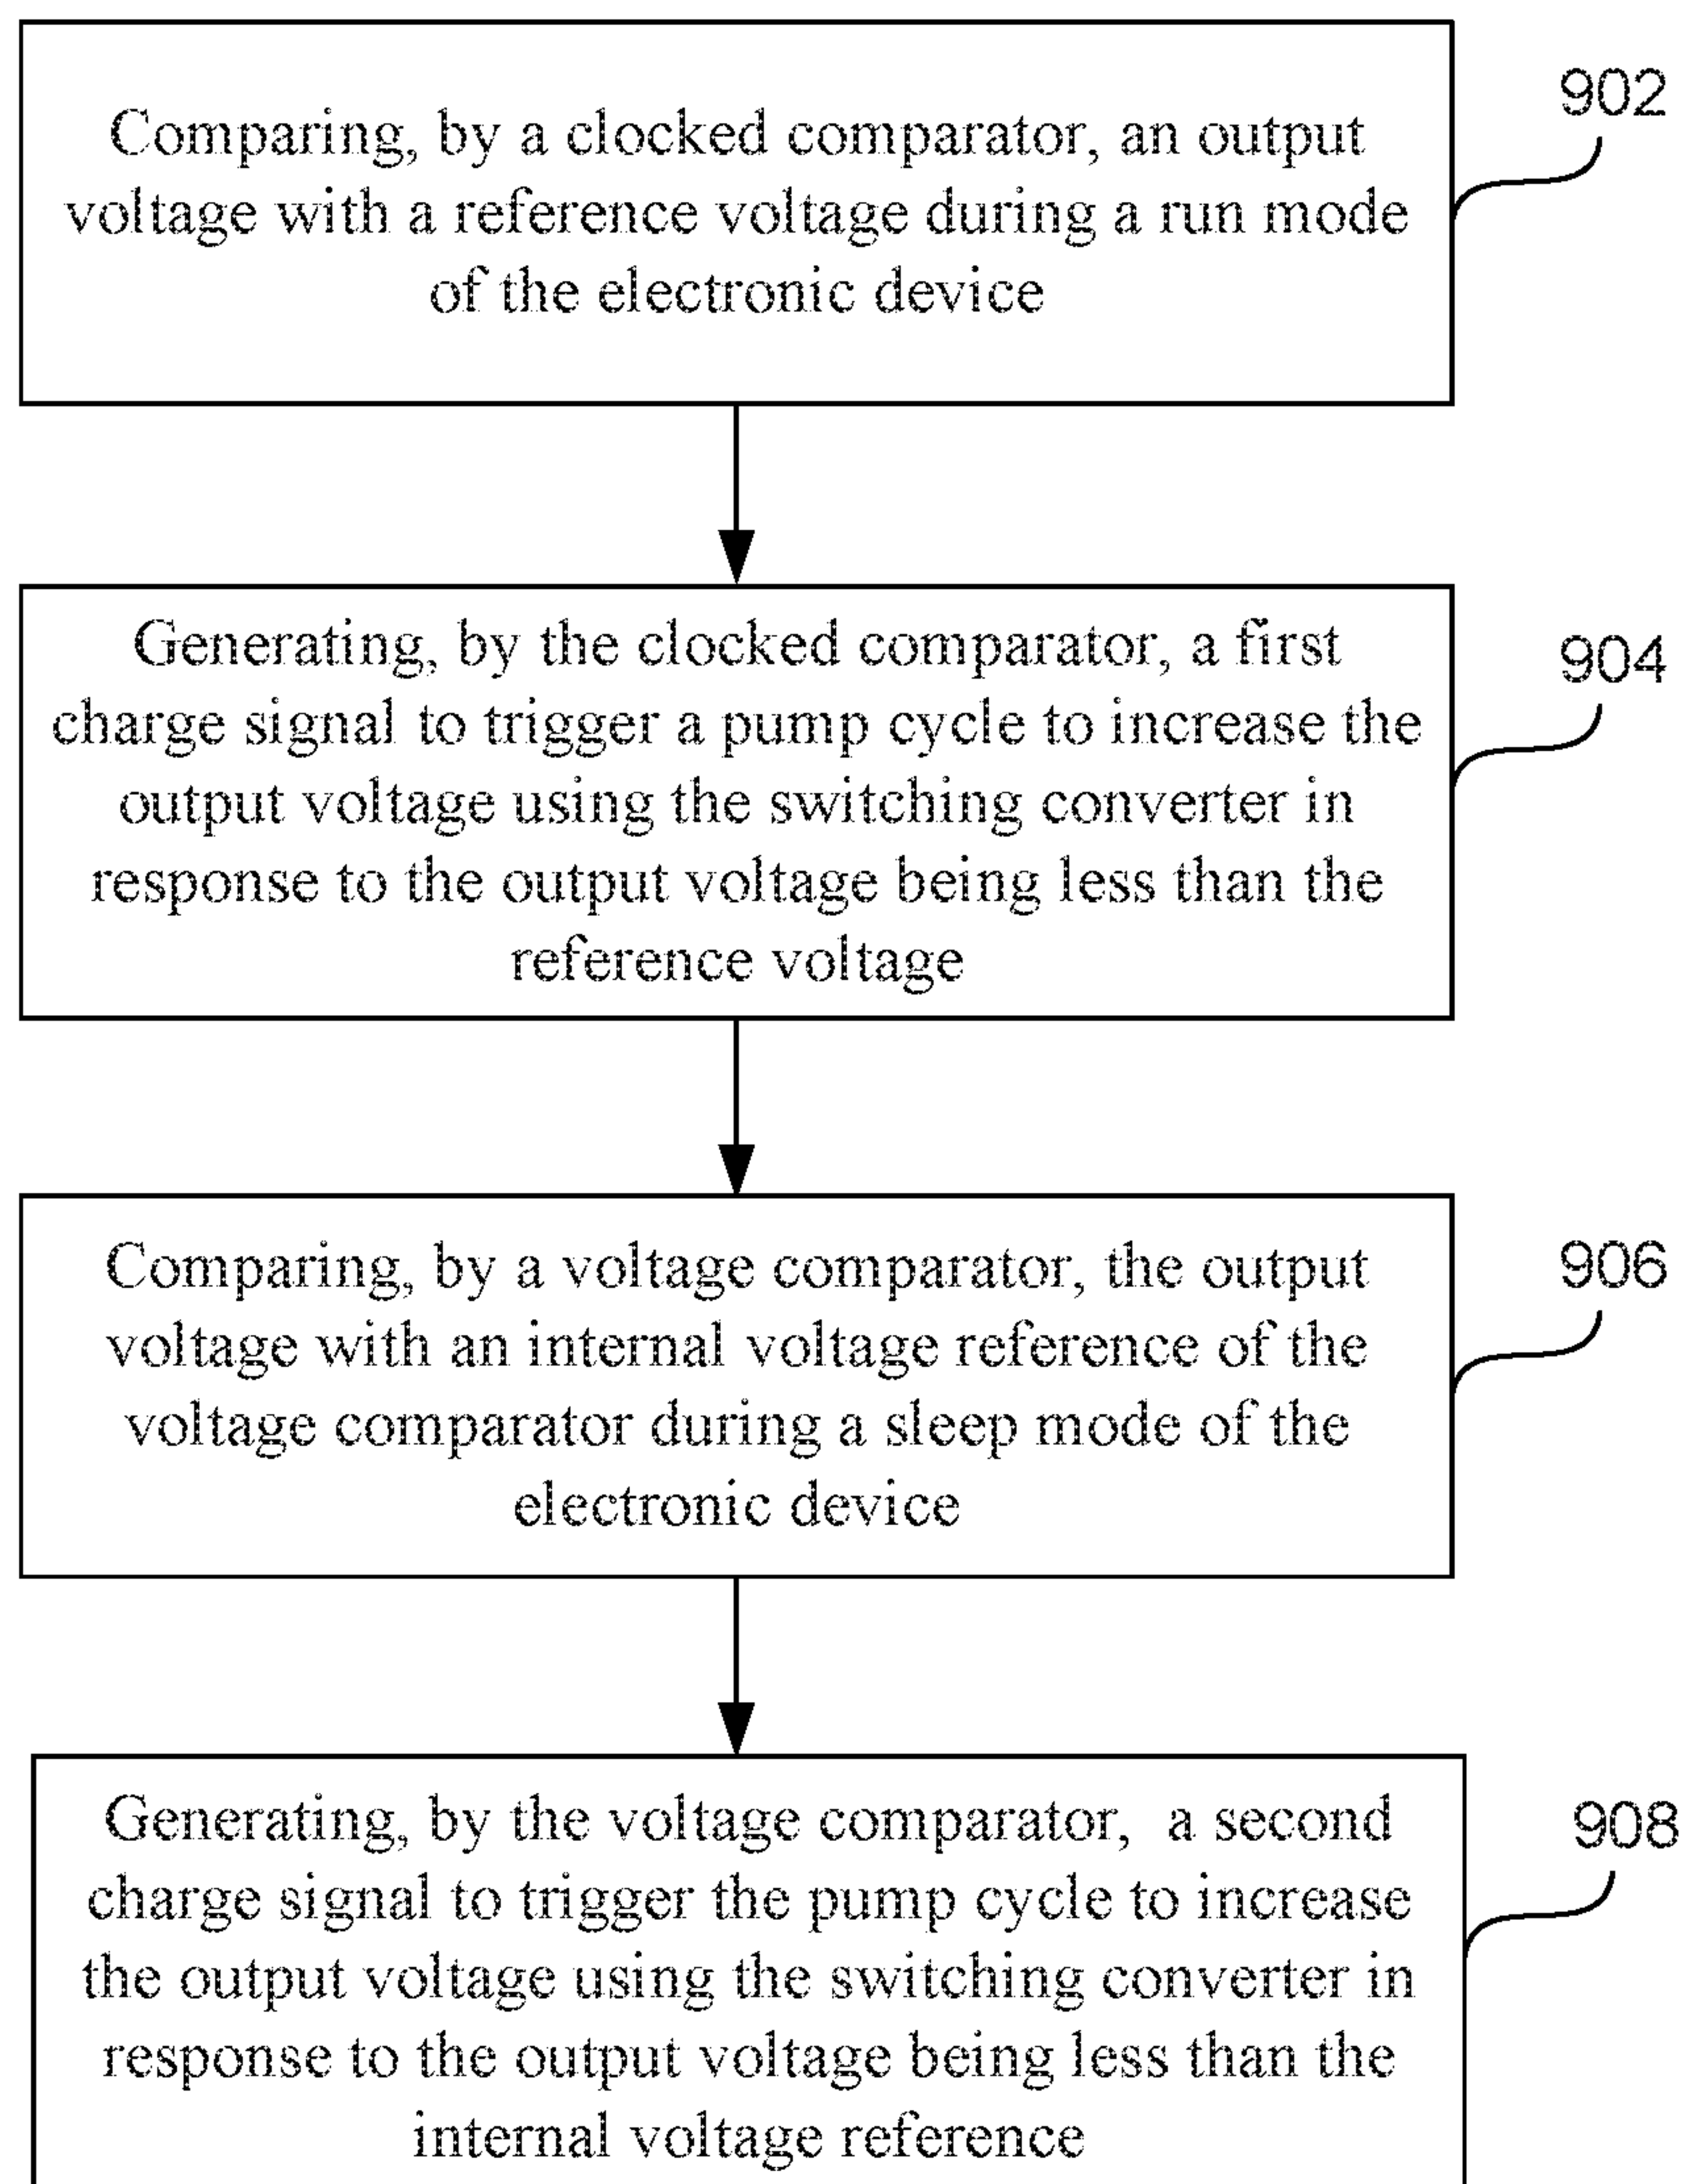 Comparing, by a clocked comparator, an output
voltage with a reference voltage during a run mode
of the electronic device
902
Generating, by the clocked comparator, a first
charge signal to trigger a pump cycle to increase the
output voltage using the switching converter in
response to the output voltage being less than the
reference voltage
904
Comparing, by a voltage comparator, the output
voltage with an internal voltage reference of the
voltage comparator during a sleep mode of the
electronic device
906
Generating, by the voltage comparator, a second
charge signal to trigger the pump cycle to increase
the output voltage using the switching converter in
response to the output voltage being less than the
internal voltage reference
908